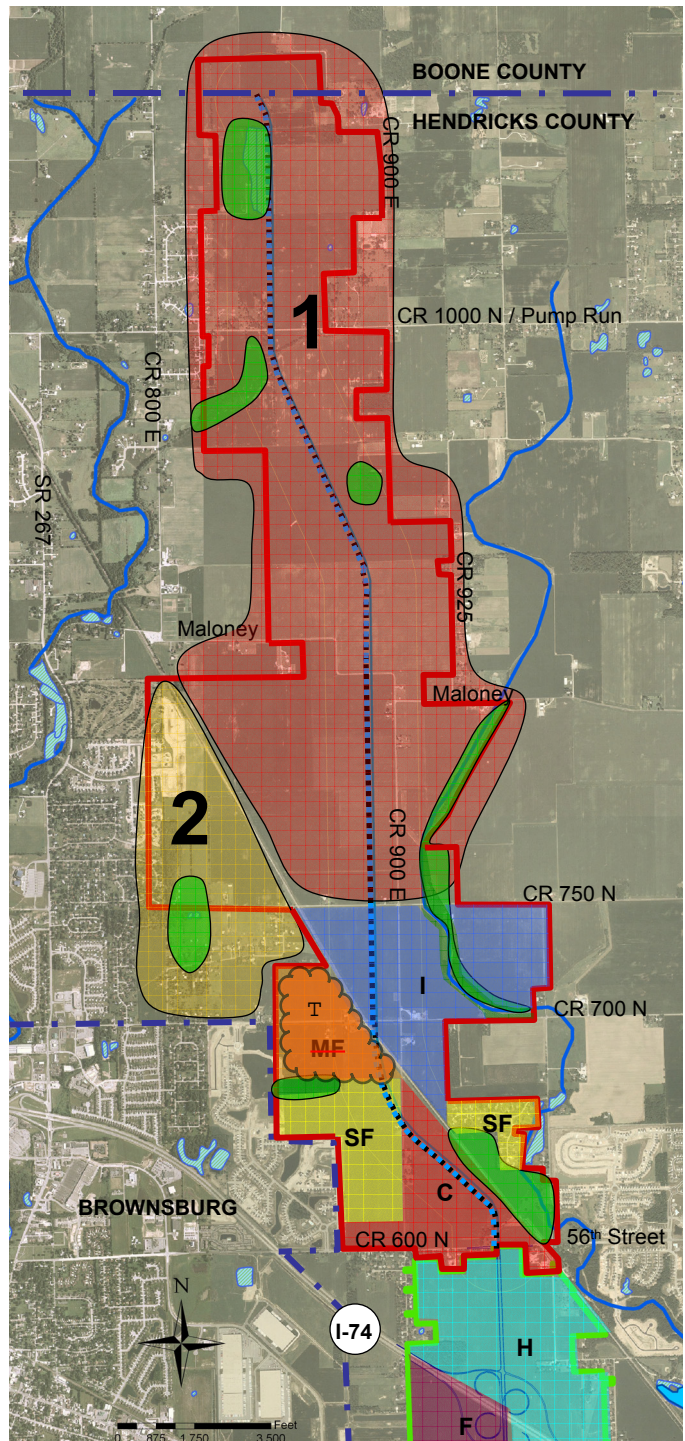 BOONE COUNTY
HENDRICKS COUNTY
CR 900 E
1
CR 1000 N / Pump Run
CR 800 E
SR 267
CR 925
Maloney
Maloney
2
CR 900 E
CR 750 N
I
CR 700 N
T
MF
SF
SF
C
BROWNSBURG
CR 600 N
56th Street
N
I-74
H
F
Feet
0 875 1,750 3,500